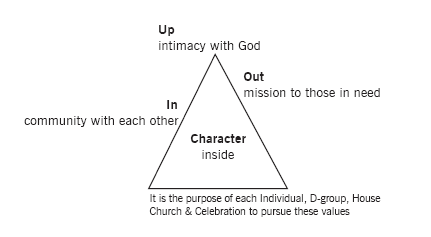 Up
intimacy with God
Out
mission to those in need
In
community with each other
Character
inside
It is the purpose of each Individual, D-group, House
Church & Celebration to pursue these values